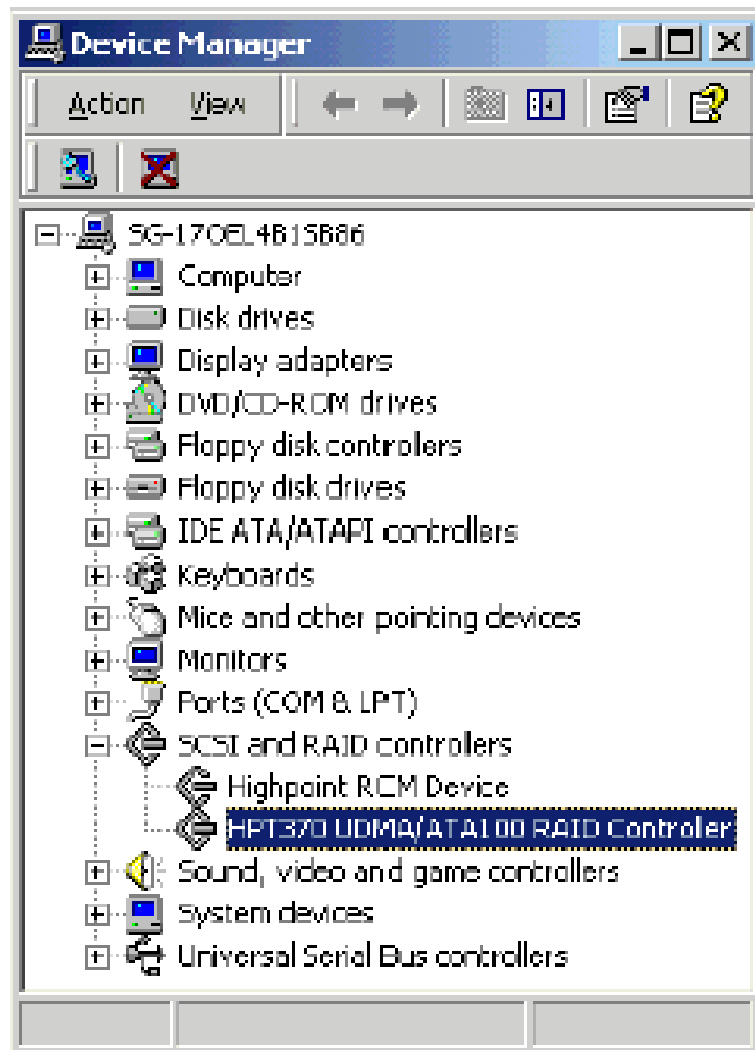 Device Manager
Action View
SG-17OEL4B15B86
Computer
Disk drives
Display adapters
DVD/CD-ROM drives
Floppy disk controllers
Floppy disk drives
IDE ATA/ATAPI controllers
Keyboards
Mice and other pointing devices
Monitors
Ports (COM & LPT)
SCSI and RAID controllers
Highpoint RCM Device
HPT370 UDMA/ATA100 RAID Controller
Sound, video and game controllers
System devices
Universal Serial Bus controllers